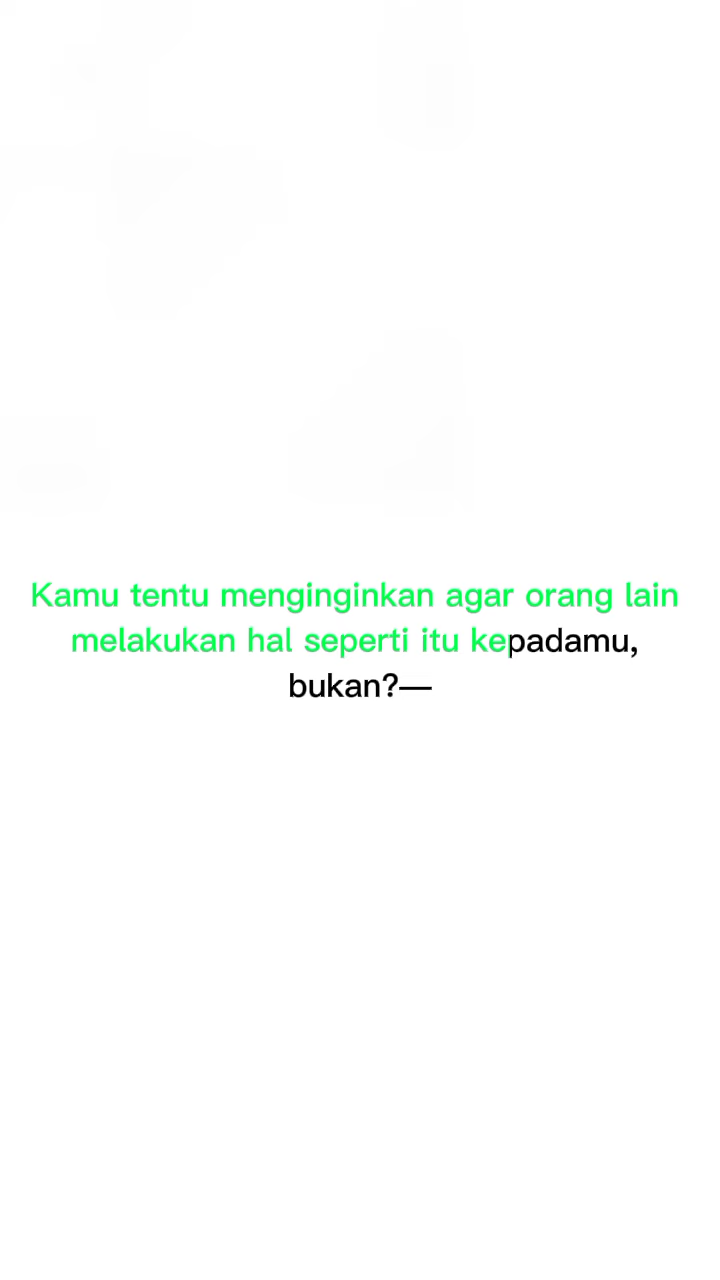 Kamu tentu menginginkan agar orang lain
melakukan hal seperti itu kepadamu,
bukan?—